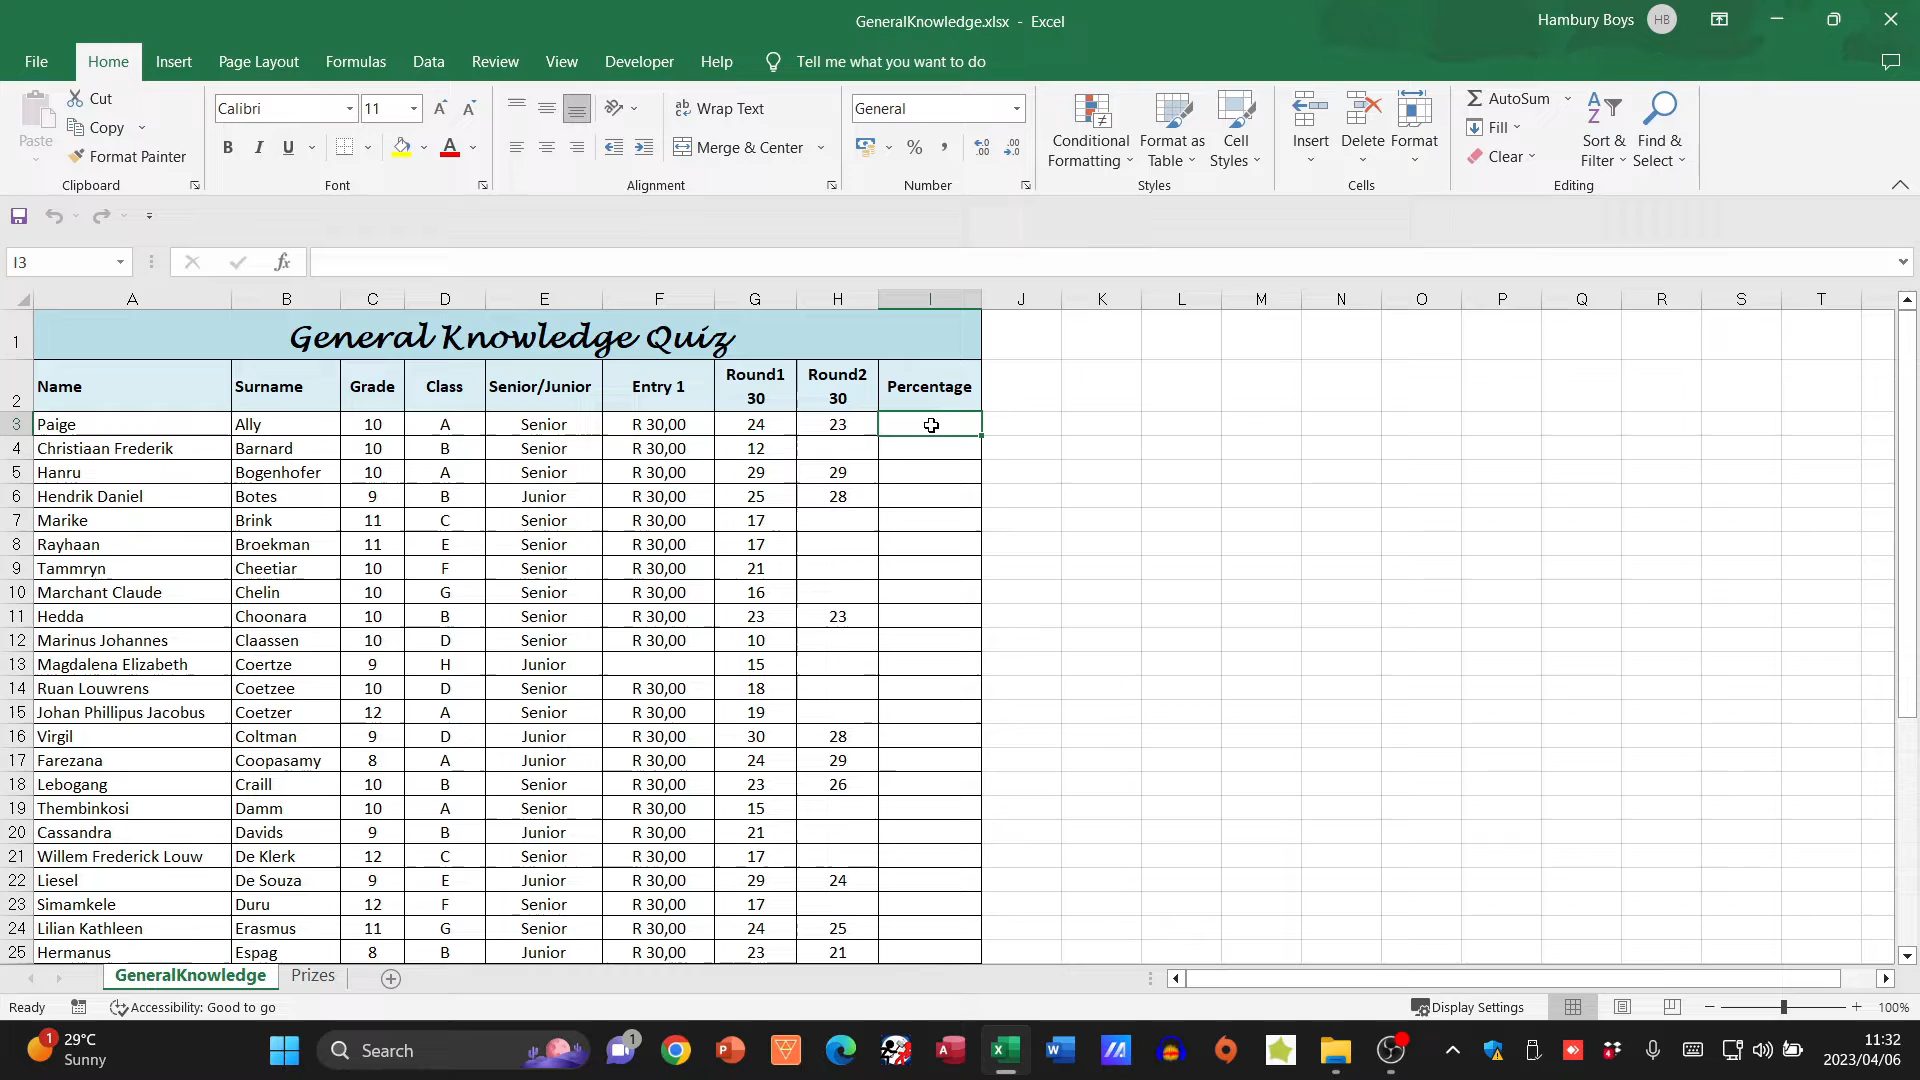 GeneralKnowledge.xlsx - Excel
Hambury Boys HB
File Home Insert Page Layout Formulas Data Review View Developer Help Tell me what you want to do
Paste
Cut
Copy
Format Painter
Clipboard
Calibri 11
B I U A
Font
ab Wrap Text
Merge & Center
Alignment
General
% ,
Number
Conditional Formatting
Format as Table
Cell Styles
Styles
Insert Delete Format
Cells
AutoSum
Fill
Clear
Sort & Filter
Find & Select
Editing
I3 fx
A B C D E F G H I J K L M N O P Q R S T
1 General Knowledge Quiz
2 Name Surname Grade Class Senior/Junior Entry 1 Round1 30 Round2 30 Percentage
3 Paige Ally 10 A Senior R 30,00 24 23
4 Christiaan Frederik Barnard 10 B Senior R 30,00 12
5 Hanru Bogenhofer 10 A Senior R 30,00 29 29
6 Hendrik Daniel Botes 9 B Junior R 30,00 25 28
7 Marike Brink 11 C Senior R 30,00 17
8 Rayhaan Broekman 11 E Senior R 30,00 17
9 Tammryn Cheetiar 10 F Senior R 30,00 21
10 Marchant Claude Chelin 10 G Senior R 30,00 16
11 Hedda Choonara 10 B Senior R 30,00 23 23
12 Marinus Johannes Claassen 10 D Senior R 30,00 10
13 Magdalena Elizabeth Coertze 9 H Junior 15
14 Ruan Louwrens Coetzee 10 D Senior R 30,00 18
15 Johan Phillipus Jacobus Coetzer 12 A Senior R 30,00 19
16 Virgil Coltman 9 D Junior R 30,00 30 28
17 Farezana Coopasamy 8 A Junior R 30,00 24 29
18 Lebogang Craill 10 B Senior R 30,00 23 26
19 Thembinkosi Damm 10 A Senior R 30,00 15
20 Cassandra Davids 9 B Junior R 30,00 21
21 Willem Frederick Louw De Klerk 12 C Senior R 30,00 17
22 Liesel De Souza 9 E Junior R 30,00 29 24
23 Simamkele Duru 12 F Senior R 30,00 17
24 Lilian Kathleen Erasmus 11 G Senior R 30,00 24 25
25 Hermanus Espag 8 B Junior R 30,00 23 21
GeneralKnowledge Prizes
Ready Accessibility: Good to go Display Settings 100%
1 29°C
Sunny
Search
1
11:32
2023/04/06